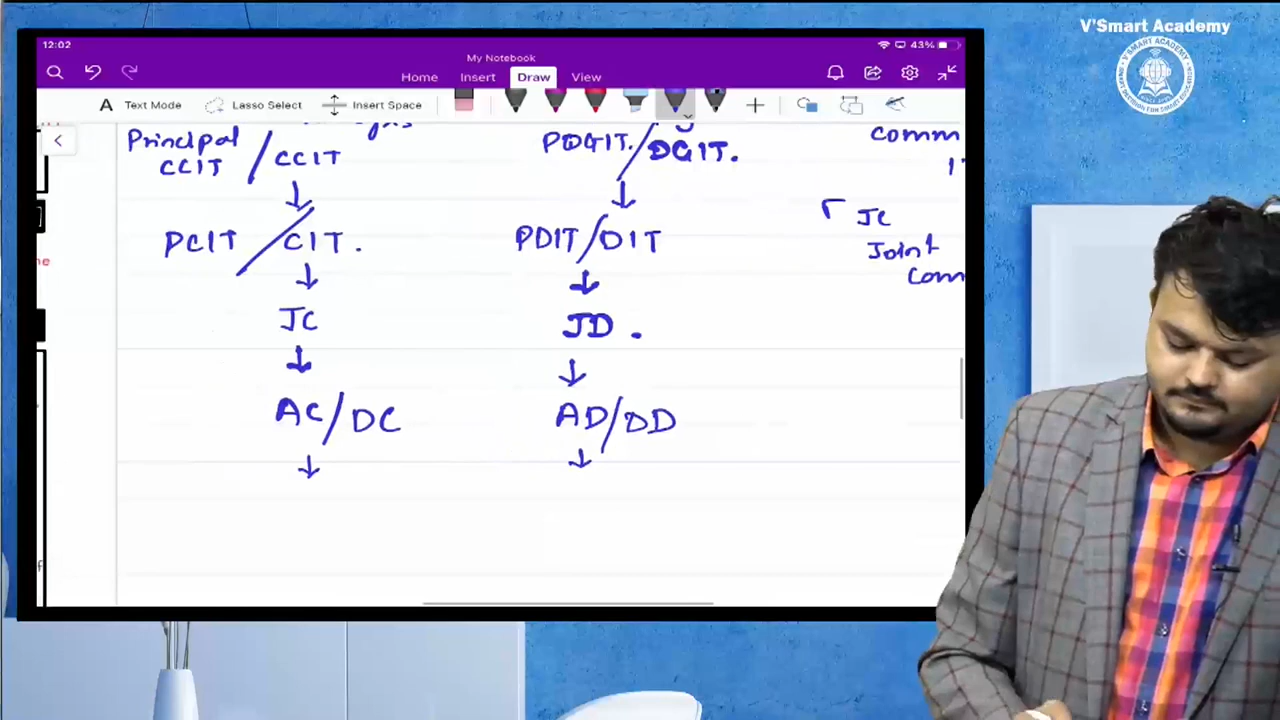 V'Smart Academy
12:02
43%
My Notebook
Home Insert Draw View
Text Mode Lasso Select Insert Space
Principal CCIT / CCIT
PDGIT. / DGIT.
Comm
IT
PCIT / CIT.
PDIT / DIT
JC
Joint
Com
JC
JD.
AC / DC
AD / DD